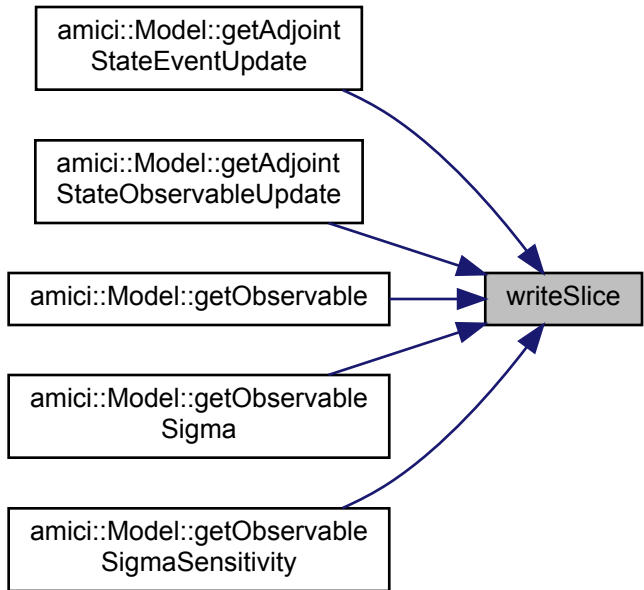 amici::Model::getAdjoint
StateEventUpdate
amici::Model::getAdjoint
StateObservableUpdate
amici::Model::getObservable
writeSlice
amici::Model::getObservable
Sigma
amici::Model::getObservable
SigmaSensitivity